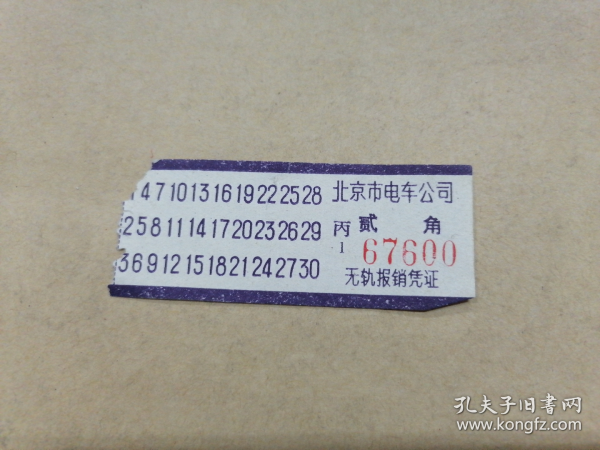 1 4 7 10 13 16 19 22 25 28
2 5 8 11 14 17 20 23 26 29
3 6 9 12 15 18 21 24 27 30
北京市电车公司
丙 贰 角
1 67600
无轨报销凭证
孔夫子旧书网
www.kongfz.com